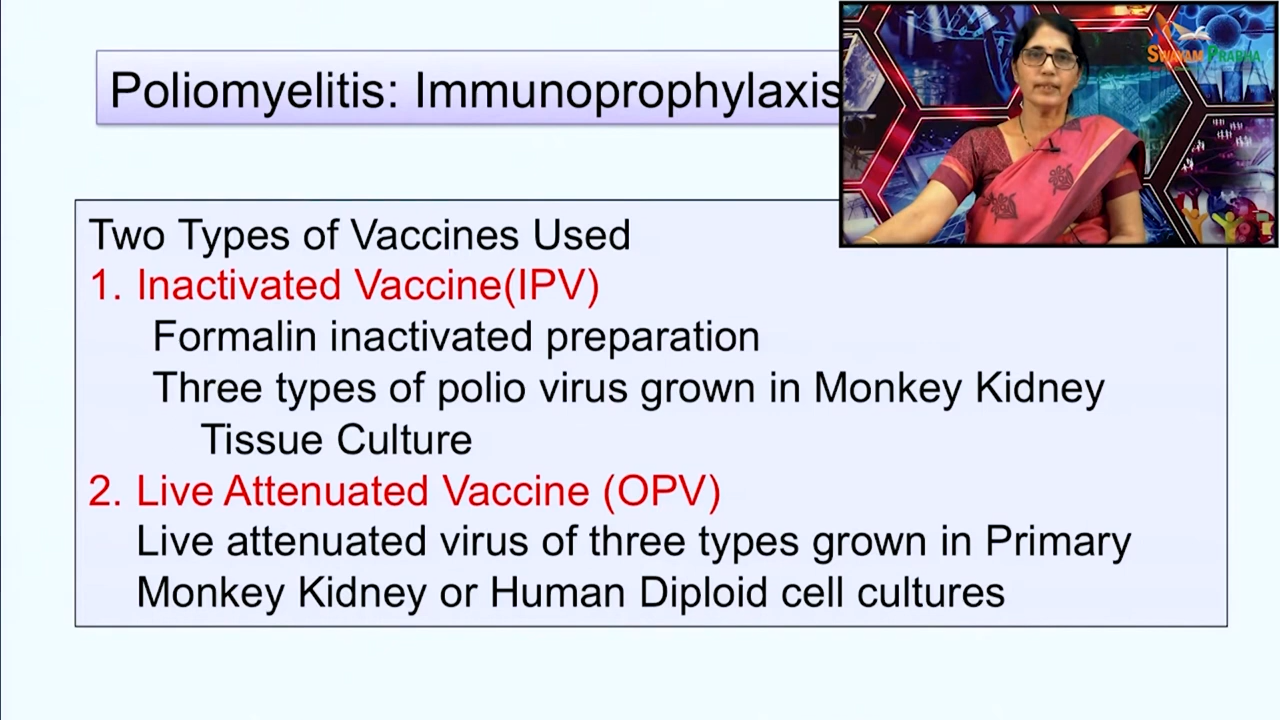 Poliomyelitis: Immunoprophylaxis
SWAYAM PRABHA
Two Types of Vaccines Used
1. Inactivated Vaccine(IPV)
Formalin inactivated preparation
Three types of polio virus grown in Monkey Kidney
Tissue Culture
2. Live Attenuated Vaccine (OPV)
Live attenuated virus of three types grown in Primary
Monkey Kidney or Human Diploid cell cultures